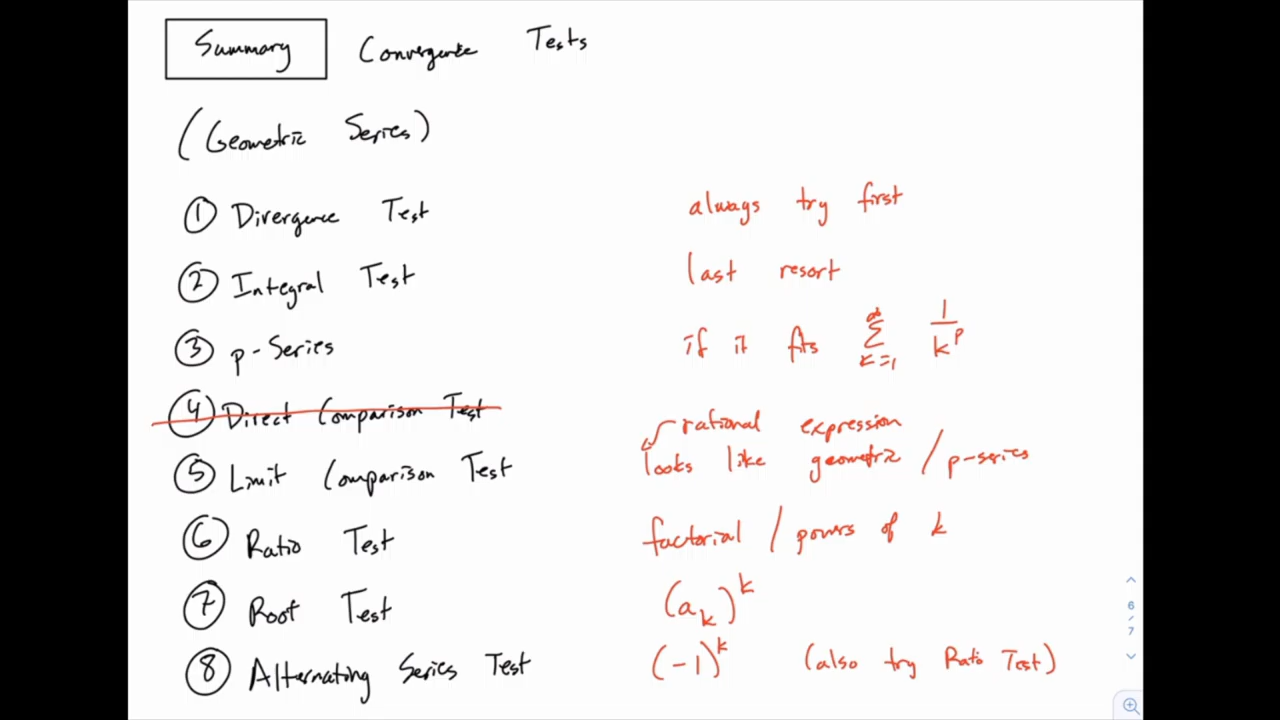 Summary Convergence Tests
(Geometric Series)
① Divergence Test always try first
② Integral Test last resort
③ p-Series if it fits ∞ Σ k=1 1/k^p
④ Direct Comparison Test
rational expression
⑤ Limit Comparison Test looks like geometric / p-series
⑥ Ratio Test factorial / powers of k
⑦ Root Test (a_k)^k
⑧ Alternating Series Test (-1)^k (also try Ratio Test)
6
/
7